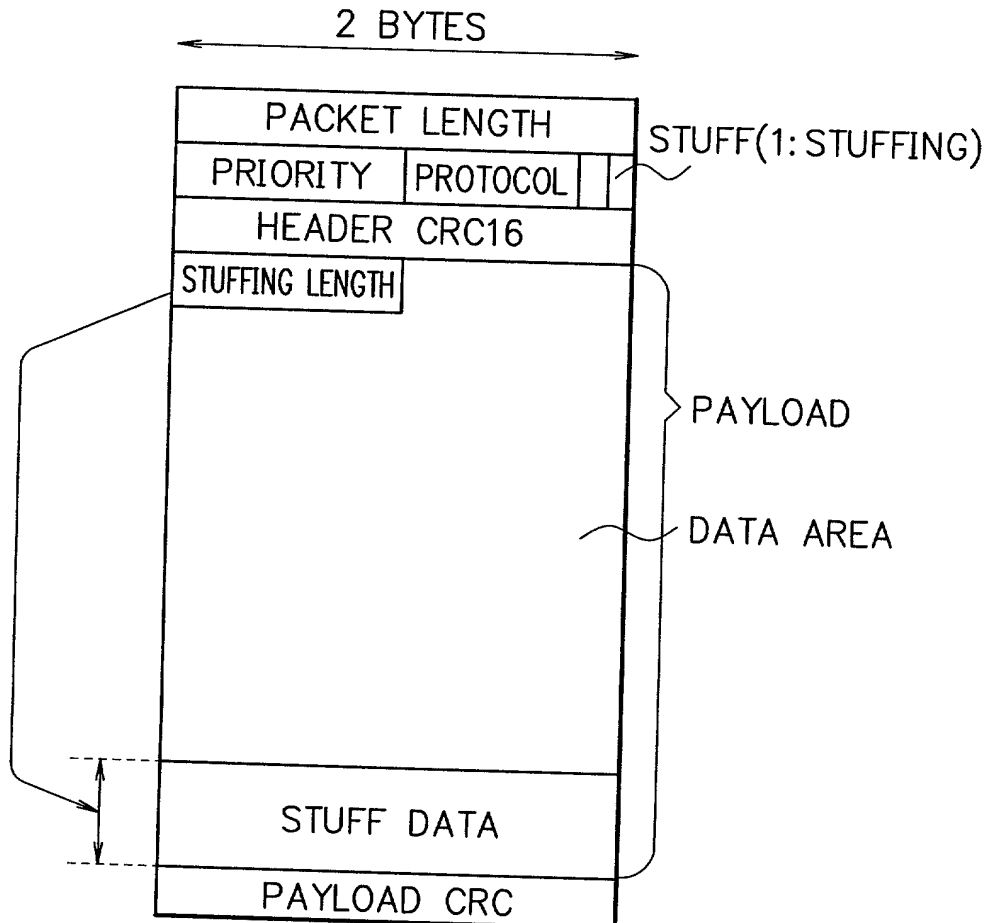 2 BYTES
PACKET LENGTH
STUFF(1: STUFFING)
PRIORITY PROTOCOL
HEADER CRC16
STUFFING LENGTH
PAYLOAD
DATA AREA
STUFF DATA
PAYLOAD CRC